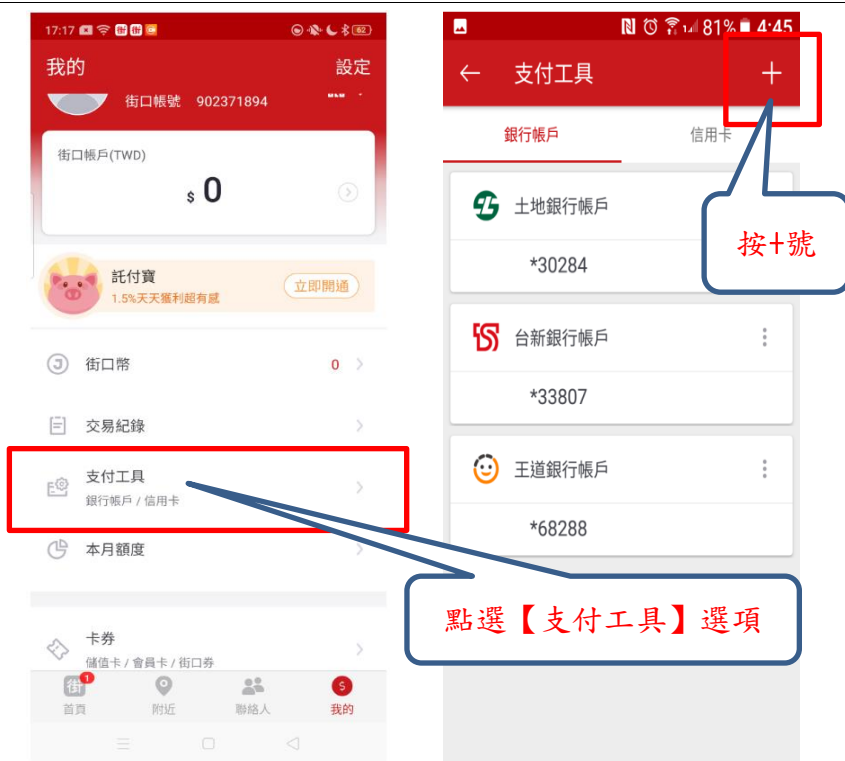 17:17
62
我的
設定
街口帳號 902371894
街口帳戶(TWD)
$ 0
託付寶
1.5%天天獲利超有感
立即開通
街口幣
0
交易紀錄
支付工具
銀行帳戶 / 信用卡
本月額度
卡券
儲值卡 / 會員卡 / 街口券
街
1
首頁
附近
聯絡人
我的
81%
4:45
支付工具
+
銀行帳戶
信用卡
土地銀行帳戶
*30284
台新銀行帳戶
*33807
王道銀行帳戶
*68288
按+號
點選【支付工具】選項